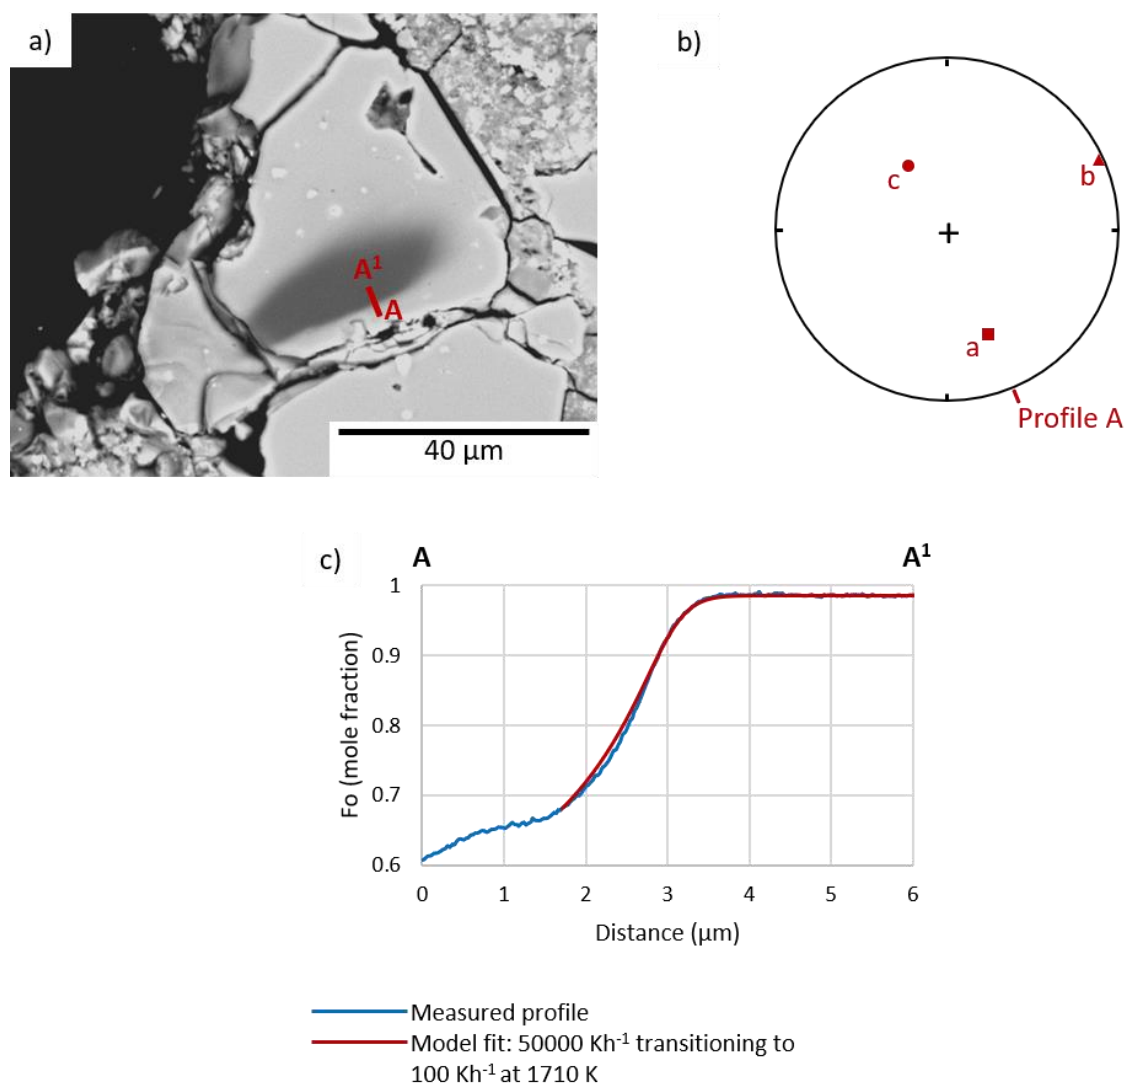 a)
A¹
A
40 µm
b)
c
b
a
Profile A
c)
A
A¹
Fo (mole fraction)
1
0.9
0.8
0.7
0.6
0
1
2
3
4
5
6
Distance (µm)
Measured profile
Model fit: 50000 Kh⁻¹ transitioning to
100 Kh⁻¹ at 1710 K